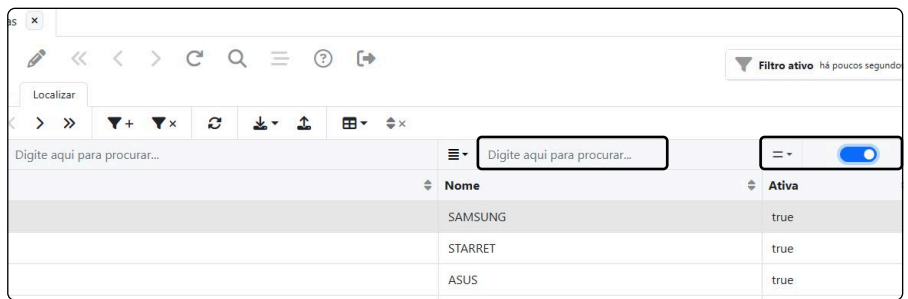 as ×
Filtro ativo há poucos segundos
Localizar
Digite aqui para procurar... Digite aqui para procurar...
Nome Ativa
SAMSUNG true
STARRET true
ASUS true